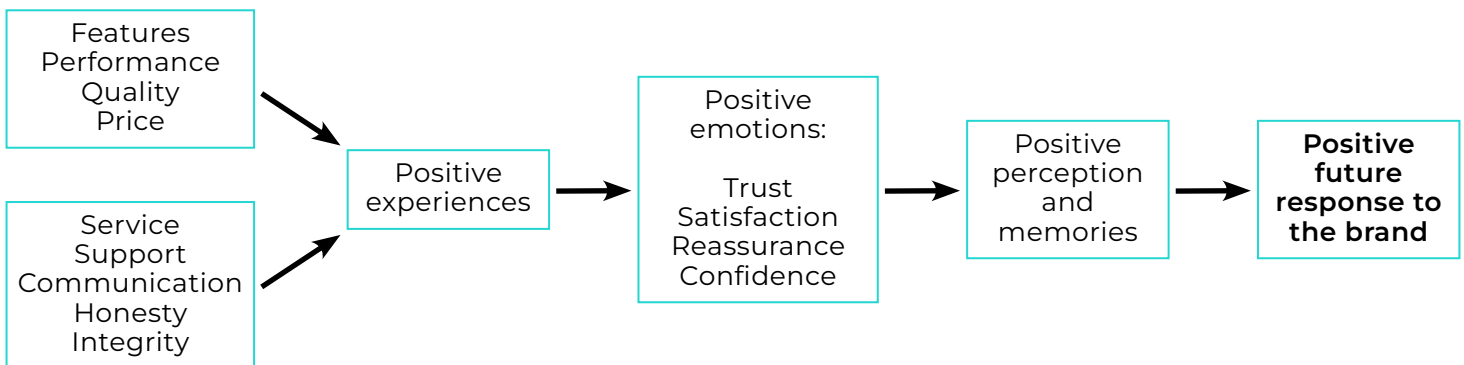 Features
Performance
Quality
Price
Service
Support
Communication
Honesty
Integrity
Positive
experiences
Positive
emotions:
Trust
Satisfaction
Reassurance
Confidence
Positive
perception
and
memories
Positive
future
response to
the brand